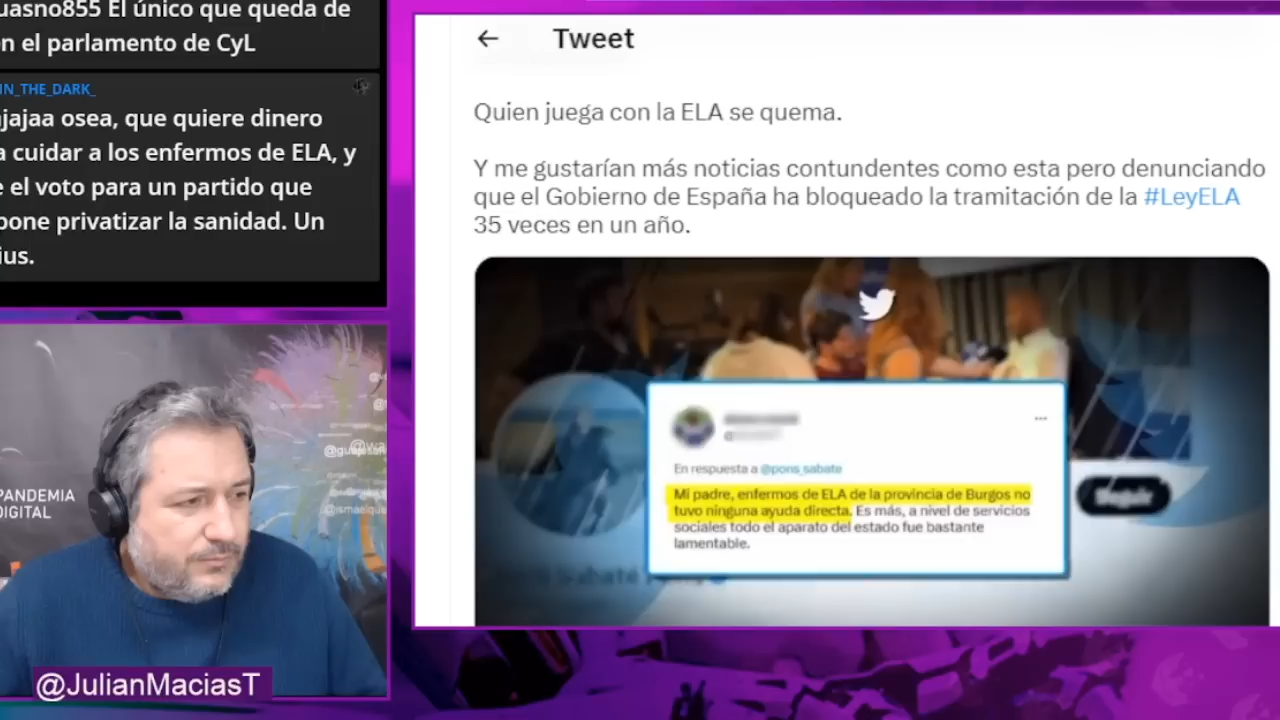 uasno855 El único que queda de
n el parlamento de CyL
IN_THE_DARK_
jajaa osea, que quiere dinero
a cuidar a los enfermos de ELA, y
e el voto para un partido que
pone privatizar la sanidad. Un
ius.
PANDEMIA
DIGITAL
@JulianMaciasT
Tweet
Quien juega con la ELA se quema.
Y me gustarían más noticias contundentes como esta pero denunciando
que el Gobierno de España ha bloqueado la tramitación de la #LeyELA
35 veces en un año.
En respuesta a @pons_sabate
Mi padre, enfermos de ELA de la provincia de Burgos no
tuvo ninguna ayuda directa. Es más, a nivel de servicios
sociales todo el aparato del estado fue bastante
lamentable.
Seguir